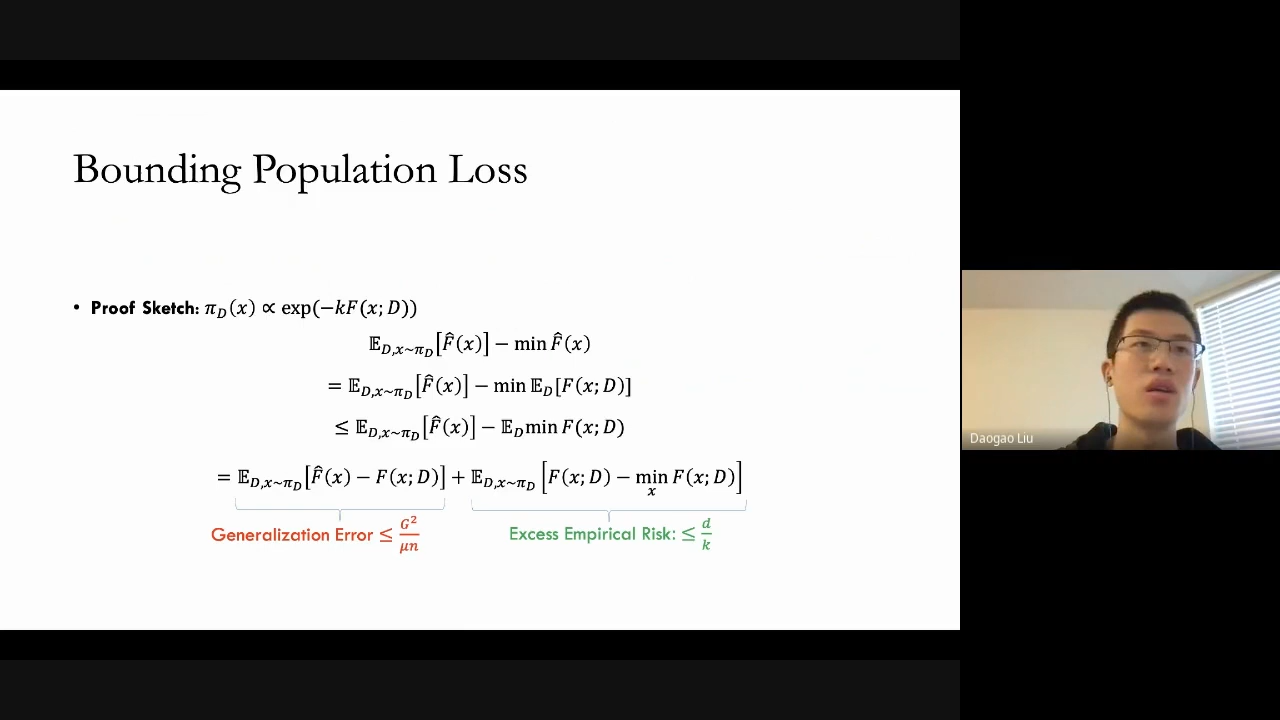 Bounding Population Loss
• Proof Sketch: π_D(x) ∝ exp(−kF(x; D))
𝔼_{D,x~π_D}[F̂(x)] − min F̂(x)
= 𝔼_{D,x~π_D}[F̂(x)] − min 𝔼_D[F(x; D)]
≤ 𝔼_{D,x~π_D}[F̂(x)] − 𝔼_D min F(x; D)
= 𝔼_{D,x~π_D}[F̂(x) − F(x; D)] + 𝔼_{D,x~π_D}[F(x; D) − min_x F(x; D)]
Generalization Error ≤ G²/μn
Excess Empirical Risk: ≤ d/k
Daogao Liu